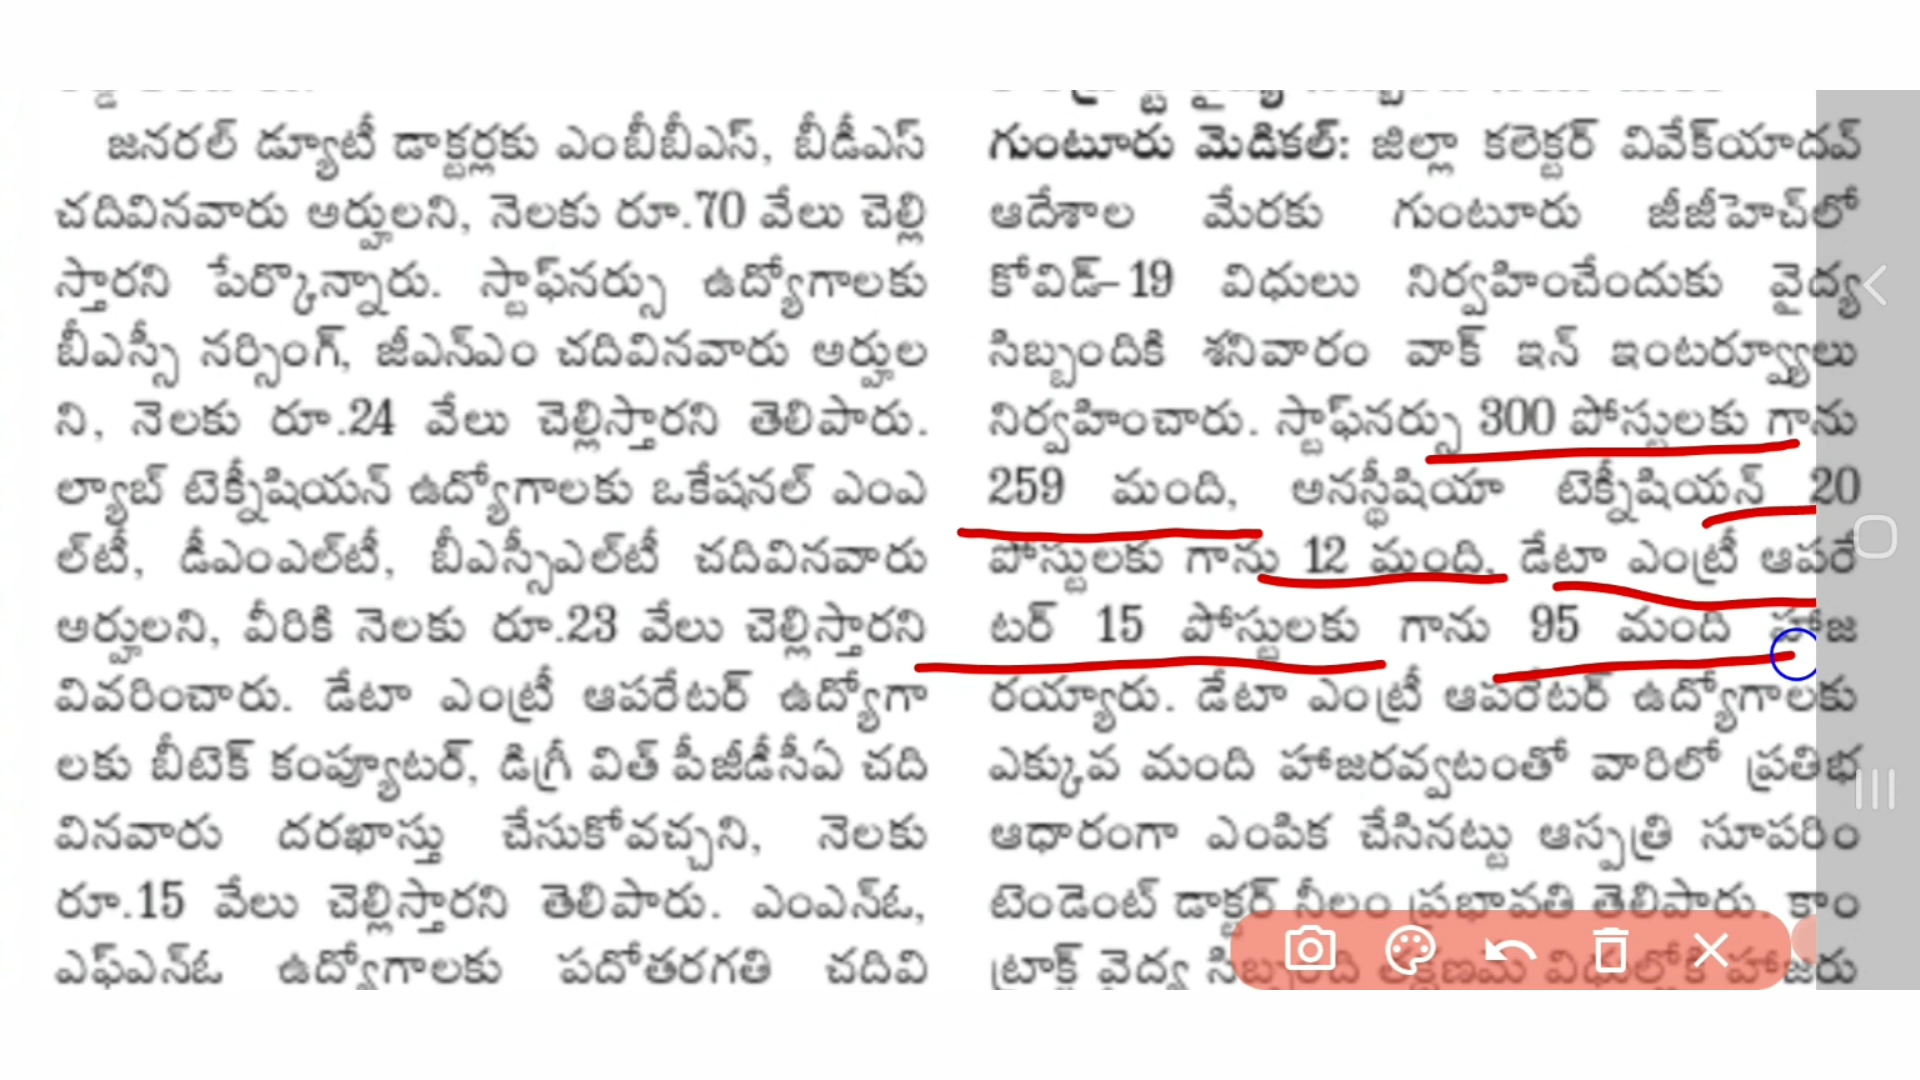 జనరల్ డ్యూటీ డాక్టర్లకు ఎంబీబీఎస్, బీడీఎస్
చదివినవారు అర్హులని, నెలకు రూ.70 వేలు చెల్లి
స్తారని పేర్కొన్నారు. స్టాఫ్‌నర్సు ఉద్యోగాలకు
బీఎస్సీ నర్సింగ్, జీఎన్ఎం చదివినవారు అర్హుల
ని, నెలకు రూ.24 వేలు చెల్లిస్తారని తెలిపారు.
ల్యాబ్ టెక్నీషియన్ ఉద్యోగాలకు ఒకేషనల్ ఎంఎ
ల్‌టీ, డీఎంఎల్‌టీ, బీఎస్సీఎల్‌టీ చదివినవారు
అర్హులని, వీరికి నెలకు రూ.23 వేలు చెల్లిస్తారని
వివరించారు. డేటా ఎంట్రీ ఆపరేటర్ ఉద్యోగా
లకు బీటెక్ కంప్యూటర్, డిగ్రీ విత్ పీజీడీసీఏ చది
వినవారు దరఖాస్తు చేసుకోవచ్చని, నెలకు
రూ.15 వేలు చెల్లిస్తారని తెలిపారు. ఎంఎన్ఓ,
ఎఫ్ఎన్ఓ ఉద్యోగాలకు పదోతరగతి చదివి
గుంటూరు మెడికల్: జిల్లా కలెక్టర్ వివేక్‌యాదవ్
ఆదేశాల మేరకు గుంటూరు జీజీహెచ్‌లో
కోవిడ్–19 విధులు నిర్వహించేందుకు వైద్య
సిబ్బందికి శనివారం వాక్ ఇన్ ఇంటర్వ్యూలు
నిర్వహించారు. స్టాఫ్‌నర్సు 300 పోస్టులకు గాను
259 మంది, అనస్థీషియా టెక్నీషియన్ 20
పోస్టులకు గాను 12 మంది, డేటా ఎంట్రీ ఆపరే
టర్ 15 పోస్టులకు గాను 95 మంది హాజ
రయ్యారు. డేటా ఎంట్రీ ఆపరేటర్ ఉద్యోగాలకు
ఎక్కువ మంది హాజరవ్వటంతో వారిలో ప్రతిభ
ఆధారంగా ఎంపిక చేసినట్టు ఆస్పత్రి సూపరిం
టెండెంట్ డాక్టర్ నీలం ప్రభావతి తెలిపారు. కాం
ట్రాక్ట్ వైద్య సిబ్బంది తక్షణమే విధుల్లోకి హాజరు